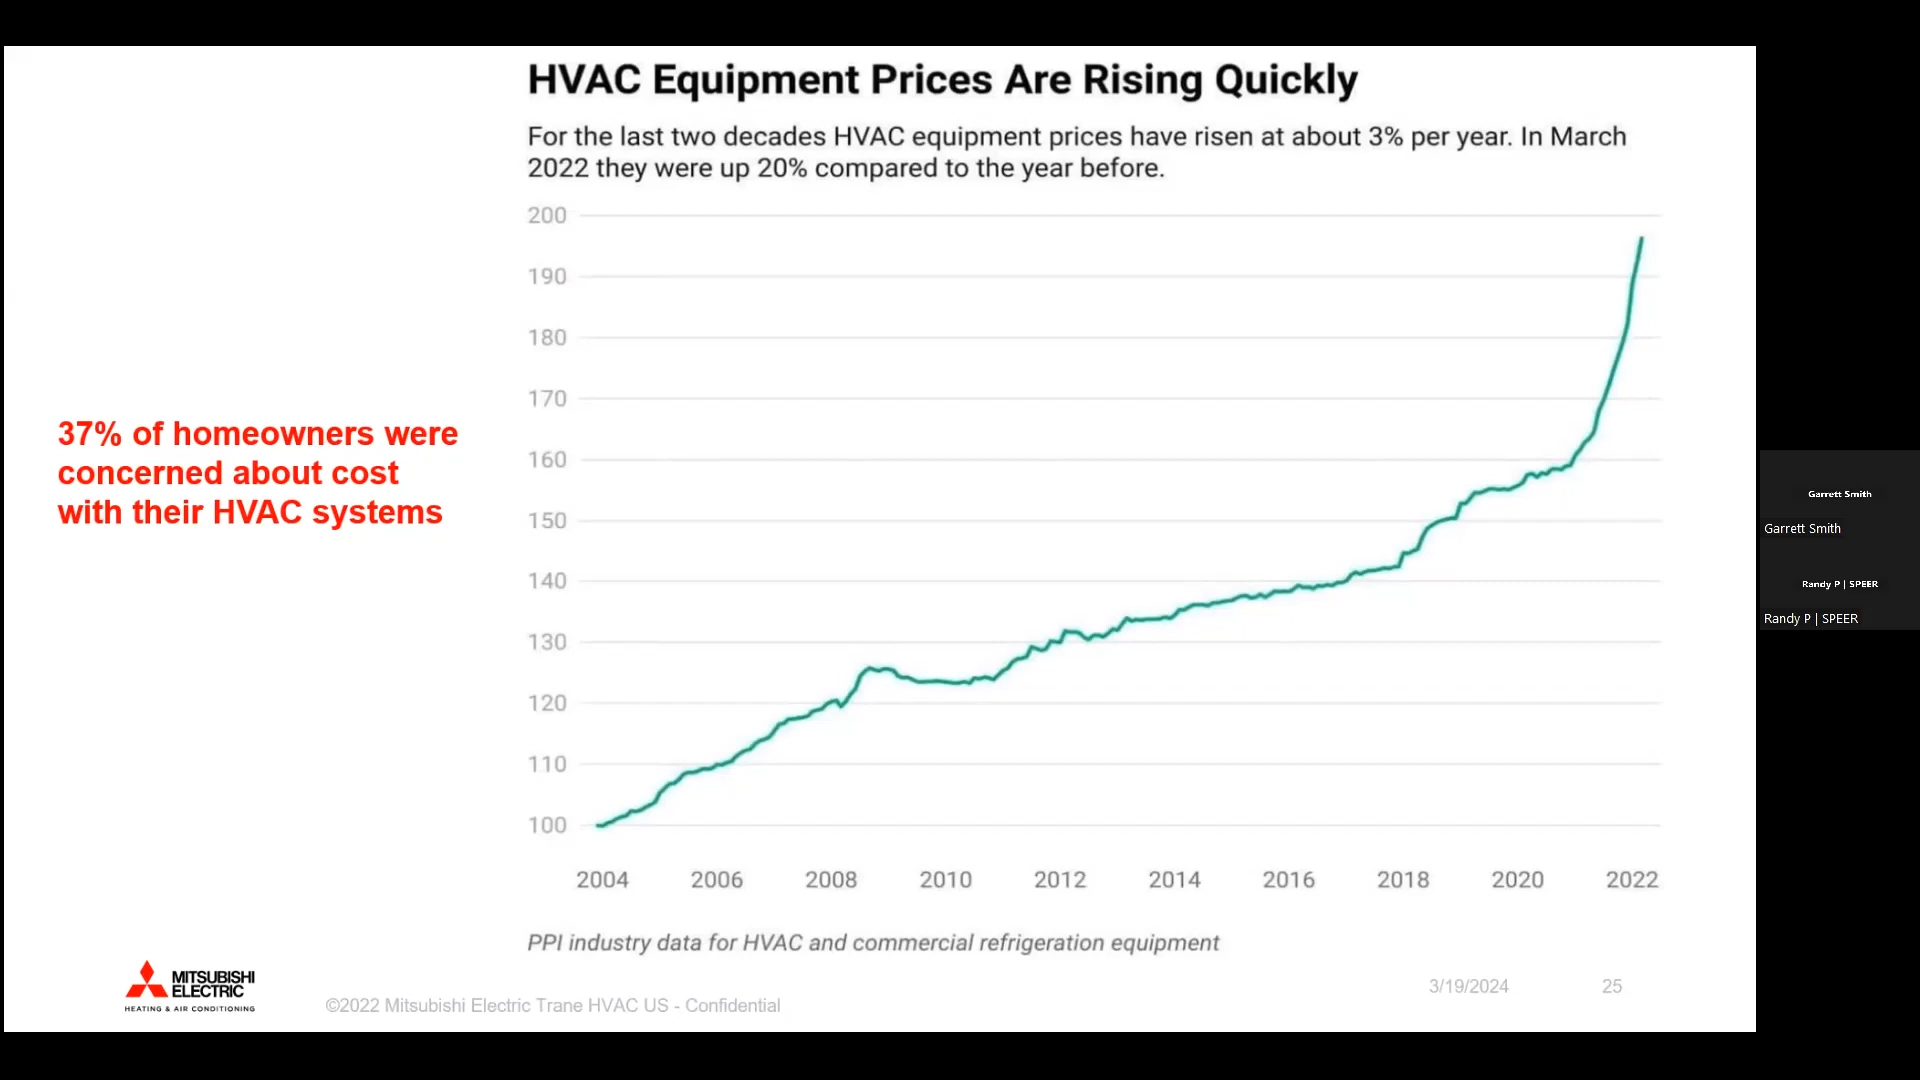 HVAC Equipment Prices Are Rising Quickly
For the last two decades HVAC equipment prices have risen at about 3% per year. In March
2022 they were up 20% compared to the year before.
200
190
180
170
160
150
140
130
120
110
100
2004 2006 2008 2010 2012 2014 2016 2018 2020 2022
PPI industry data for HVAC and commercial refrigeration equipment
37% of homeowners were
concerned about cost
with their HVAC systems
MITSUBISHI
ELECTRIC
HEATING & AIR CONDITIONING
©2022 Mitsubishi Electric Trane HVAC US - Confidential
3/19/2024
25
Garrett Smith
Garrett Smith
Randy P | SPEER
Randy P | SPEER